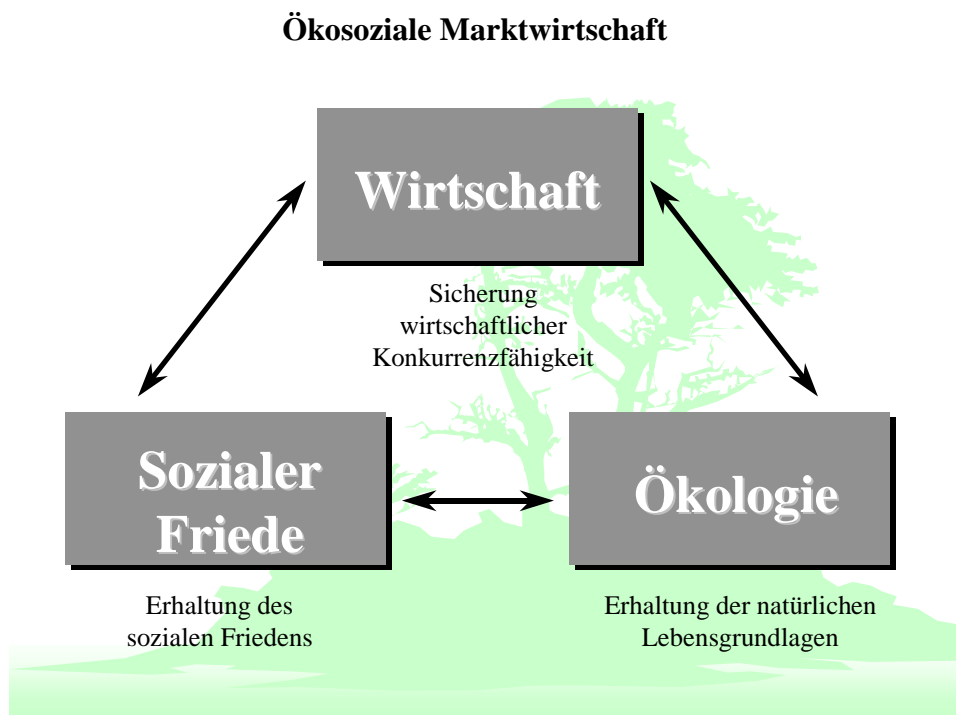 Ökosoziale Marktwirtschaft
Wirtschaft
Sicherung
wirtschaftlicher
Konkurrenzfähigkeit
Sozialer
Friede
Erhaltung des
sozialen Friedens
Ökologie
Erhaltung der natürlichen
Lebensgrundlagen